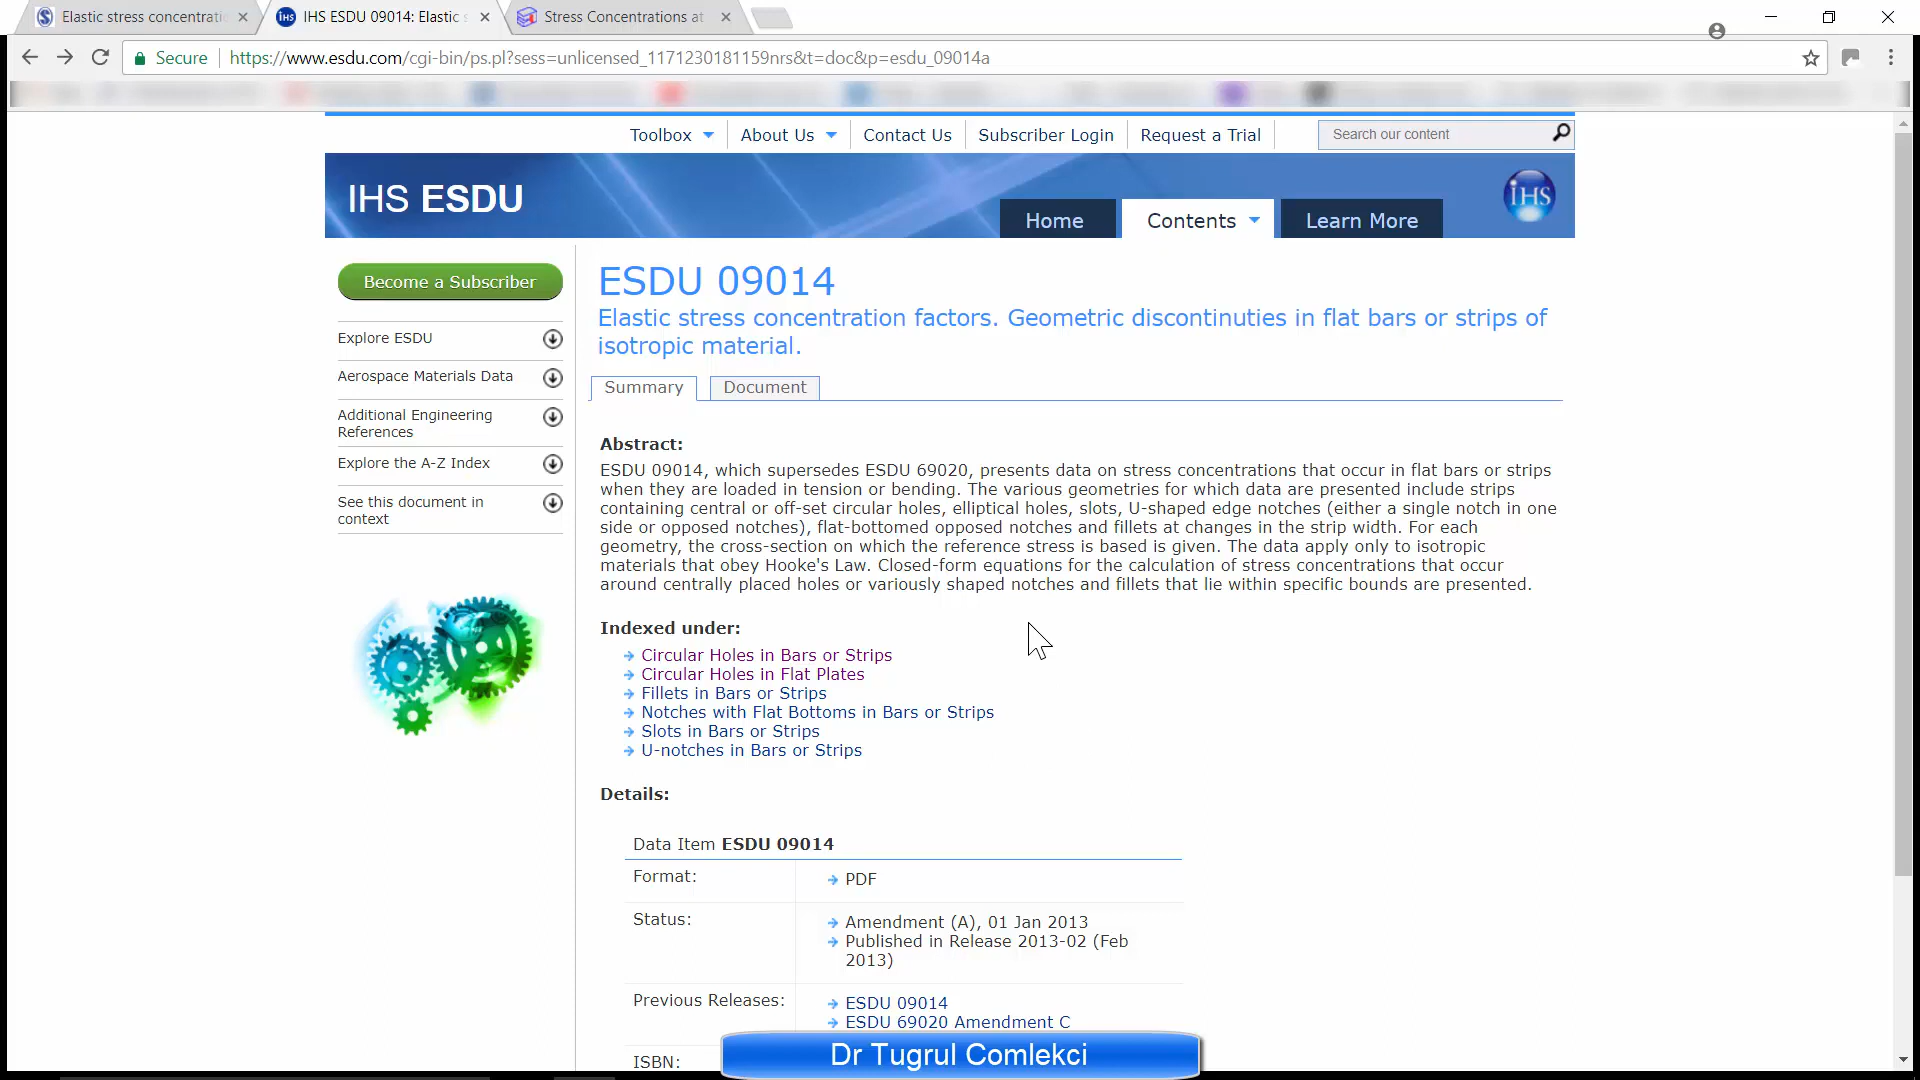 Elastic stress concentrati
IHS ESDU 09014: Elastic s
Stress Concentrations at
Secure
https://www.esdu.com/cgi-bin/ps.pl?sess=unlicensed_1171230181159nrs&t=doc&p=esdu_09014a
Toolbox
About Us
Contact Us
Subscriber Login
Request a Trial
Search our content
IHS ESDU
Home
Contents
Learn More
IHS
Become a Subscriber
Explore ESDU
Aerospace Materials Data
Additional Engineering
References
Explore the A-Z Index
See this document in
context
ESDU 09014
Elastic stress concentration factors. Geometric discontinuties in flat bars or strips of
isotropic material.
Summary
Document
Abstract:
ESDU 09014, which supersedes ESDU 69020, presents data on stress concentrations that occur in flat bars or strips
when they are loaded in tension or bending. The various geometries for which data are presented include strips
containing central or off-set circular holes, elliptical holes, slots, U-shaped edge notches (either a single notch in one
side or opposed notches), flat-bottomed opposed notches and fillets at changes in the strip width. For each
geometry, the cross-section on which the reference stress is based is given. The data apply only to isotropic
materials that obey Hooke's Law. Closed-form equations for the calculation of stress concentrations that occur
around centrally placed holes or variously shaped notches and fillets that lie within specific bounds are presented.
Indexed under:
Circular Holes in Bars or Strips
Circular Holes in Flat Plates
Fillets in Bars or Strips
Notches with Flat Bottoms in Bars or Strips
Slots in Bars or Strips
U-notches in Bars or Strips
Details:
Data Item ESDU 09014
Format:
PDF
Status:
Amendment (A), 01 Jan 2013
Published in Release 2013-02 (Feb
2013)
Previous Releases:
ESDU 09014
ESDU 69020 Amendment C
ISBN:
Dr Tugrul Comlekci